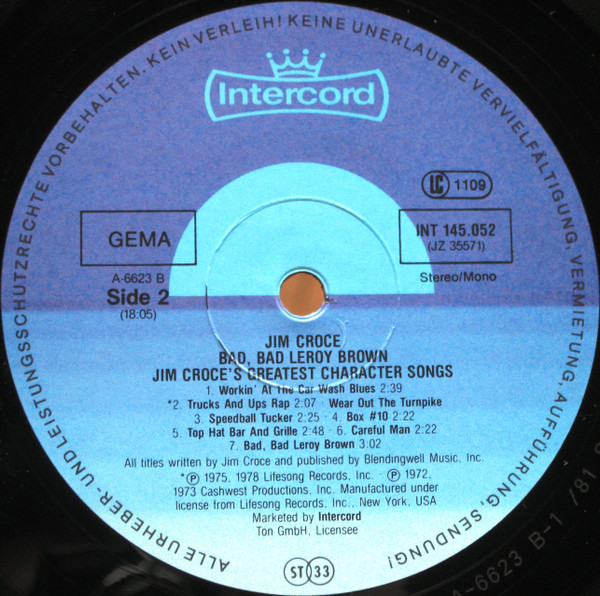 ALLE URHEBER- UND LEISTUNGSSCHUTZRECHTE VORBEHALTEN. KEIN VERLEIH! KEINE UNERLAUBTE VERVIELFÄLTIGUNG, VERMIETUNG, AUFFÜHRUNG, SENDUNG!
Intercord
LC 1109
GEMA
INT 145.052
(JZ 35571)
A-6623 B
Side 2
(18:05)
Stereo/Mono
JIM CROCE
BAD, BAD LEROY BROWN
JIM CROCE'S GREATEST CHARACTER SONGS
1. Workin' At The Car Wash Blues 2:39
*2. Trucks And Ups Rap 2:07 · Wear Out The Turnpike
3. Speedball Tucker 2:25 · 4. Box #10 2:22
5. Top Hat Bar And Grille 2:48 · 6. Careful Man 2:22
7. Bad, Bad Leroy Brown 3:02
All titles written by Jim Croce and published by Blendingwell Music, Inc.
*Ⓟ 1975, 1978 Lifesong Records, Inc. · Ⓟ 1972,
1973 Cashwest Productions, Inc. Manufactured under
license from Lifesong Records, Inc., New York, USA
Marketed by Intercord
Ton GmbH, Licensee
ST 33
A-6623 B-1 /81